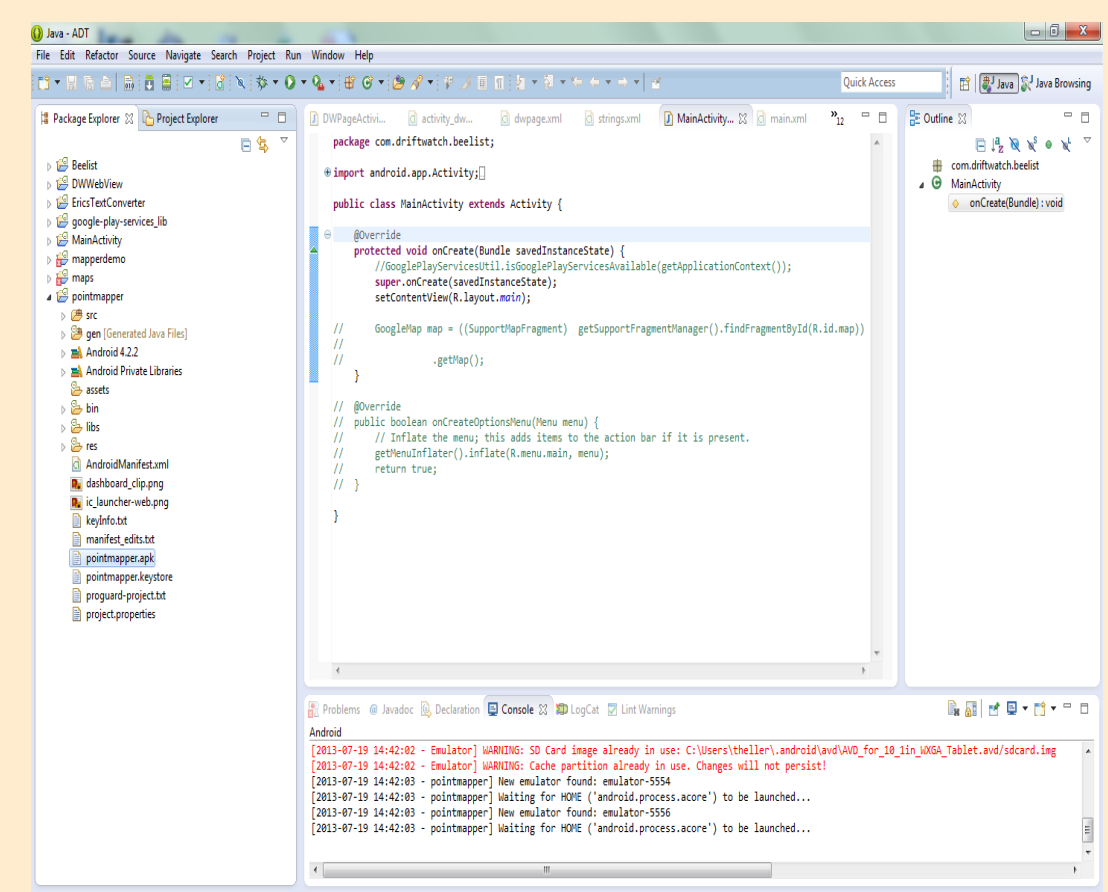 Java - ADT
File Edit Refactor Source Navigate Search Project Run Window Help
Quick Access
Java
Java Browsing
Package Explorer
Project Explorer
Beelist
DWWebView
EricsTextConverter
google-play-services_lib
MainActivity
mapperdemo
maps
pointmapper
src
gen [Generated Java Files]
Android 4.2.2
Android Private Libraries
assets
bin
libs
res
AndroidManifest.xml
dashboard_clip.png
ic_launcher-web.png
keyInfo.txt
manifest_edits.txt
pointmapper.apk
pointmapper.keystore
proguard-project.txt
project.properties
DWPageActivi... activity_dw... dwpage.xml strings.xml MainActivity... main.xml »12
package com.driftwatch.beelist;
import android.app.Activity;
public class MainActivity extends Activity {
@Override
protected void onCreate(Bundle savedInstanceState) {
//GooglePlayServicesUtil.isGooglePlayServicesAvailable(getApplicationContext());
super.onCreate(savedInstanceState);
setContentView(R.layout.main);
// GoogleMap map = ((SupportMapFragment) getSupportFragmentManager().findFragmentById(R.id.map))
//
// .getMap();
}
// @Override
// public boolean onCreateOptionsMenu(Menu menu) {
// // Inflate the menu; this adds items to the action bar if it is present.
// getMenuInflater().inflate(R.menu.main, menu);
// return true;
// }
}
Outline
com.driftwatch.beelist
MainActivity
onCreate(Bundle) : void
Problems @ Javadoc Declaration Console LogCat Lint Warnings
Android
[2013-07-19 14:42:02 - Emulator] WARNING: SD Card image already in use: C:\Users\theller\.android\avd\AVD_for_10_1in_WXGA_Tablet.avd/sdcard.img
[2013-07-19 14:42:02 - Emulator] WARNING: Cache partition already in use. Changes will not persist!
[2013-07-19 14:42:03 - pointmapper] New emulator found: emulator-5554
[2013-07-19 14:42:03 - pointmapper] Waiting for HOME ('android.process.acore') to be launched...
[2013-07-19 14:42:03 - pointmapper] New emulator found: emulator-5556
[2013-07-19 14:42:03 - pointmapper] Waiting for HOME ('android.process.acore') to be launched...